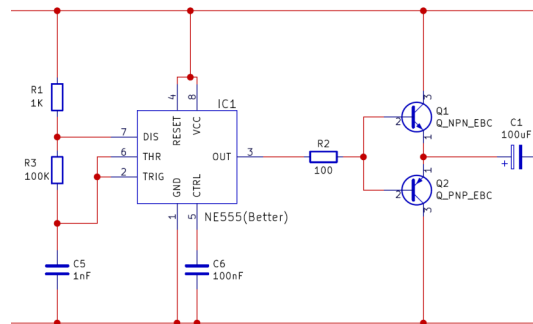 R1
1K
R3
100K
C5
1nF
7
6
2
4
8
DIS
THR
TRIG
RESET
VCC
GND
CTRL
OUT
IC1
3
1
5
NE555(Better)
C6
100nF
R2
100
2
3
1
Q1
Q_NPN_EBC
2
1
3
Q2
Q_PNP_EBC
C1
100uF
+